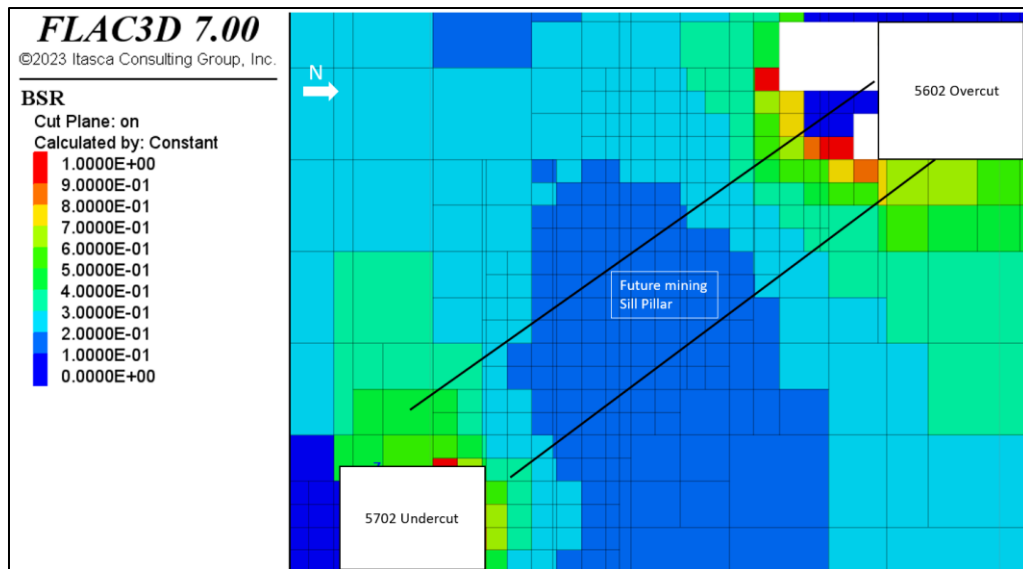 FLAC3D 7.00
©2023 Itasca Consulting Group, Inc.
BSR
Cut Plane: on
Calculated by: Constant
1.0000E+00
9.0000E-01
8.0000E-01
7.0000E-01
6.0000E-01
5.0000E-01
4.0000E-01
3.0000E-01
2.0000E-01
1.0000E-01
0.0000E+00
N
5602 Overcut
Future mining
Sill Pillar
5702 Undercut